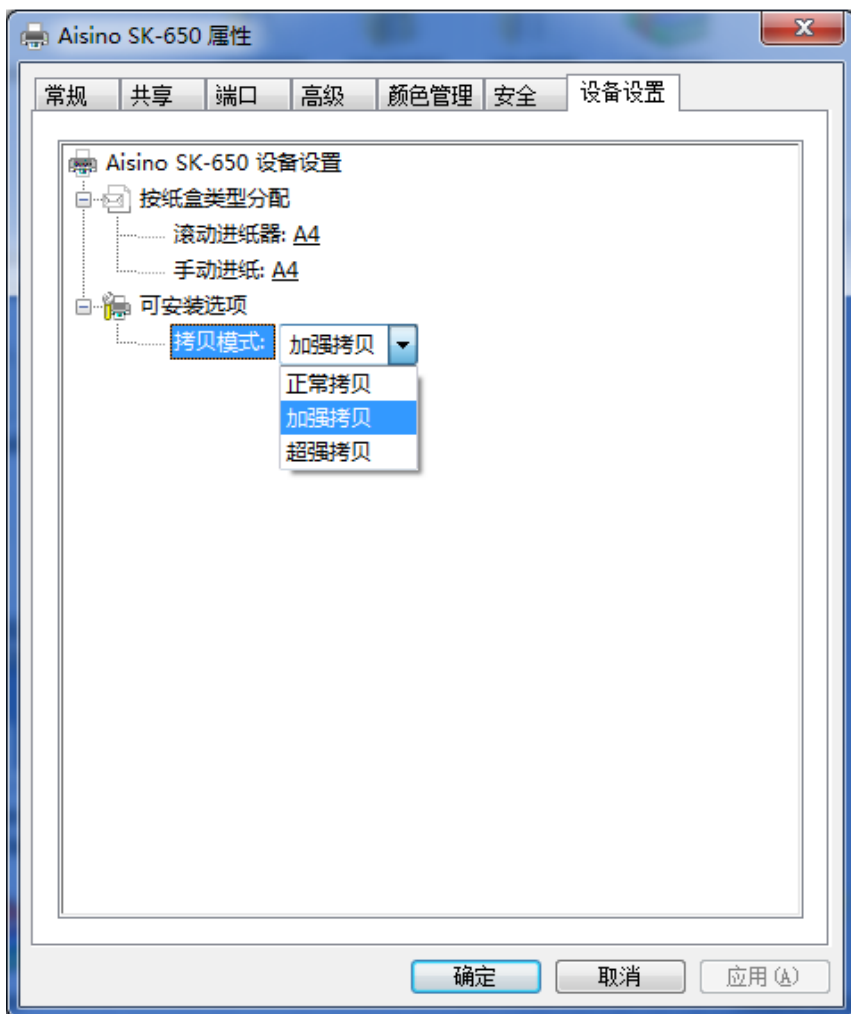 Aisino SK-650 属性
常规 共享 端口 高级 颜色管理 安全 设备设置
Aisino SK-650 设备设置
按纸盒类型分配
滚动进纸器: A4
手动进纸: A4
可安装选项
拷贝模式: 加强拷贝
正常拷贝
加强拷贝
超强拷贝
确定 取消 应用(A)